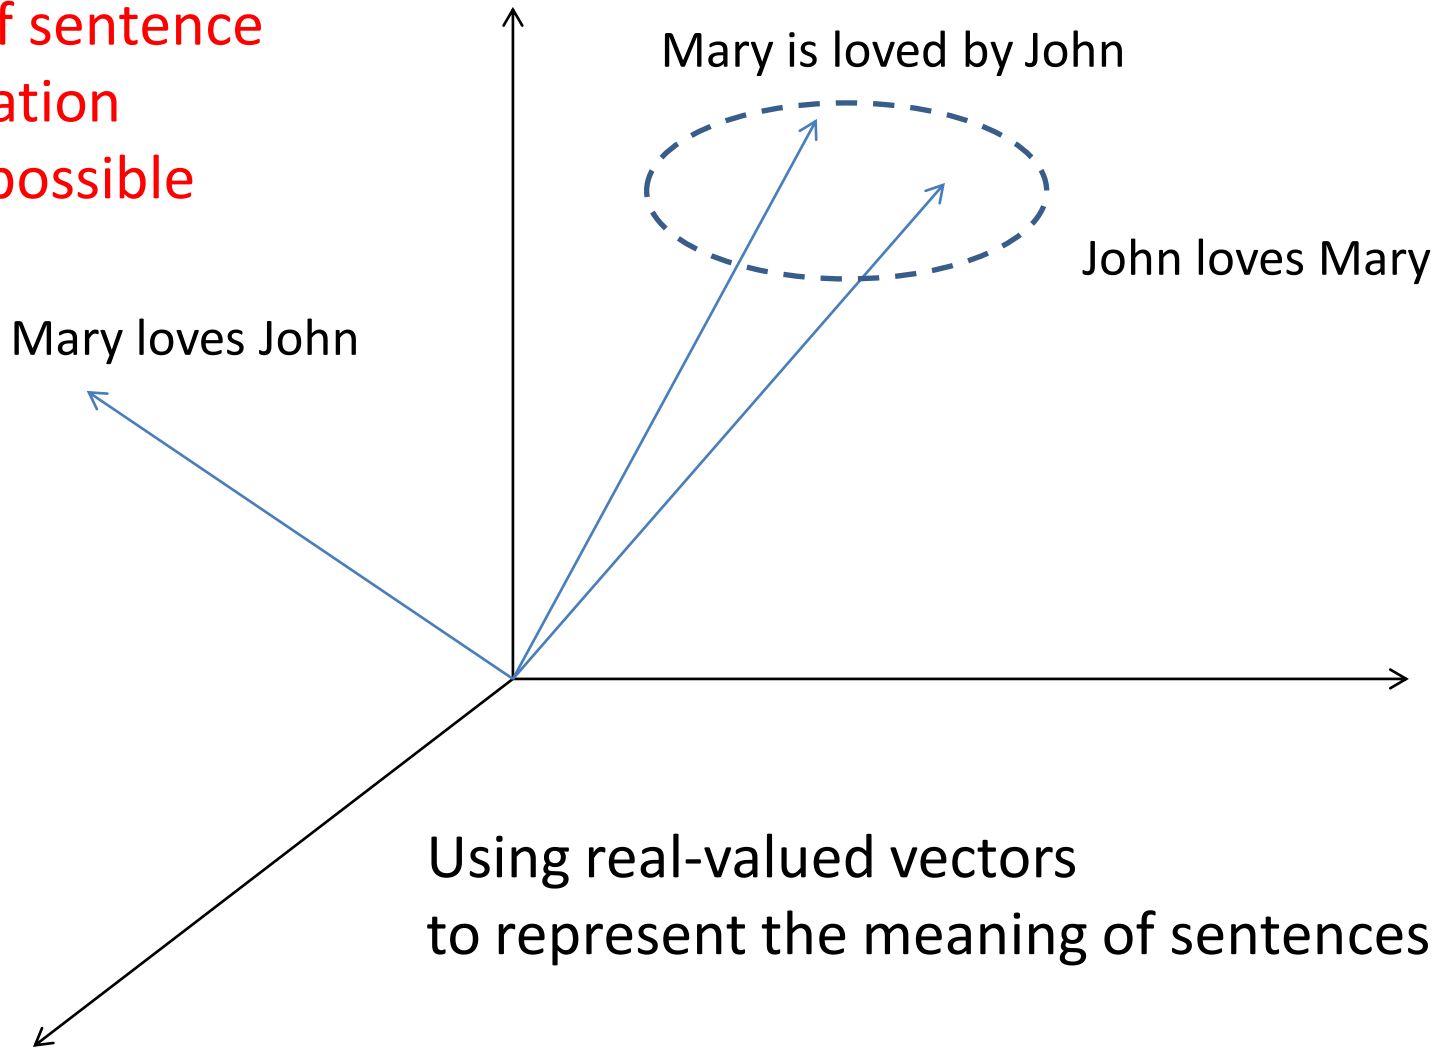 sentence
possible
Mary is loved by John
John loves Mary
Mary loves John
Using real-valued vectors
to represent the meaning of sentences